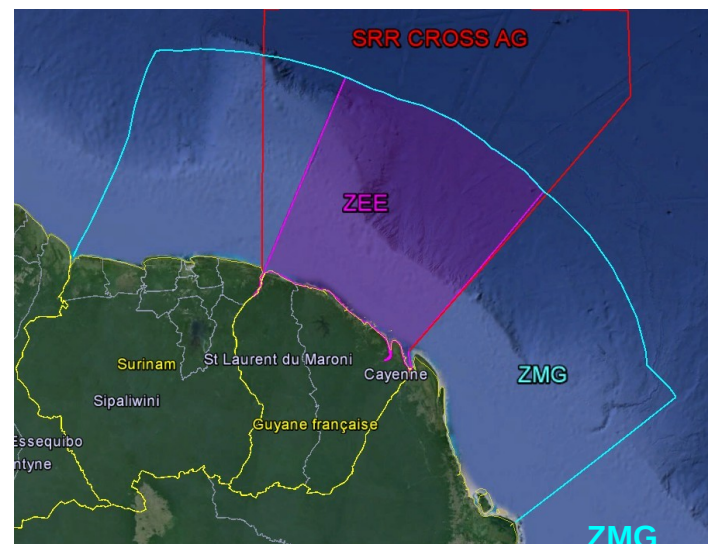 SRR CROSS AG
ZEE
Surinam
St Laurent du Maroni
Cayenne
ZMG
Sipaliwini
Guyane française
Essequibo
ntyne
ZMG